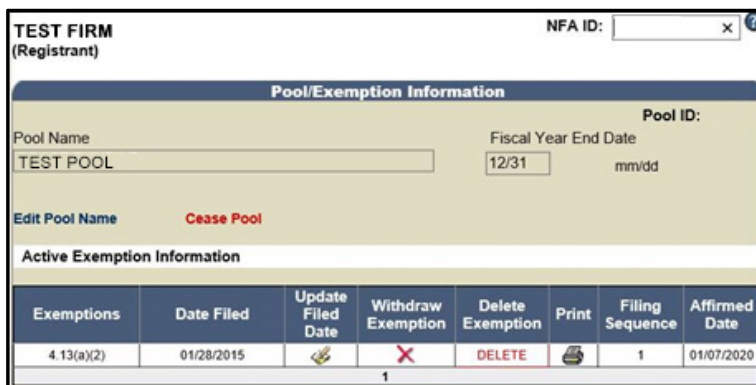 TEST FIRM NFA ID: x ?
(Registrant)
Pool/Exemption Information
Pool ID:
Pool Name Fiscal Year End Date
TEST POOL 12/31 mm/dd
Edit Pool Name Cease Pool
Active Exemption Information
Exemptions Date Filed Update Filed Date Withdraw Exemption Delete Exemption Print Filing Sequence Affirmed Date
4.13(a)(2) 01/28/2015 DELETE 1 01/07/2020
1